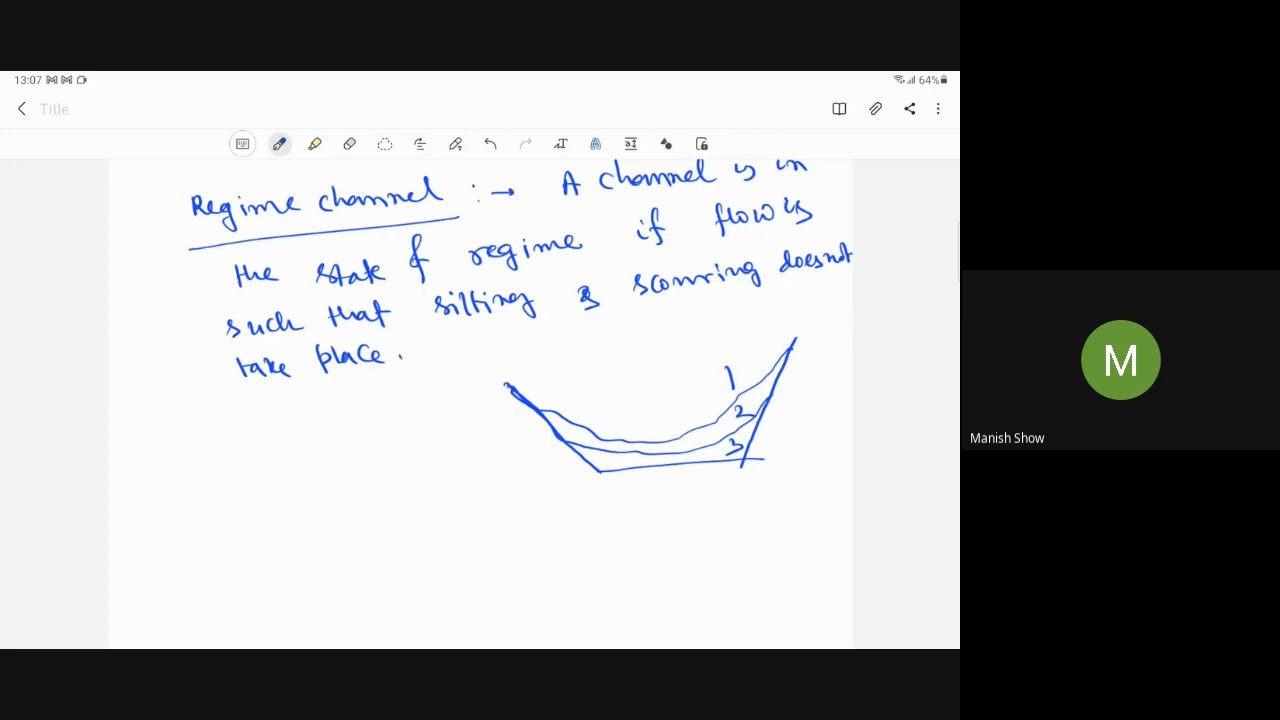 13:07
64%
Title
Regime channel :→ A channel is in
the state of regime if flow is
such that silting & scouring doesnot
take place.
1
2
3
M
Manish Show